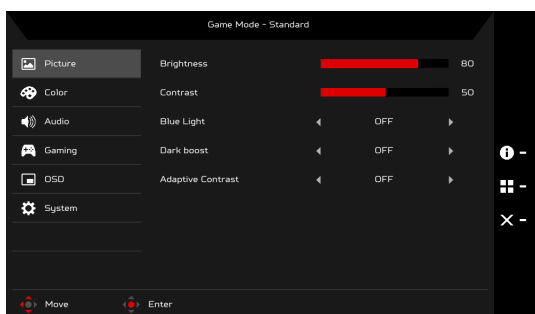 Game Mode - Standard
Picture
Brightness 80
Color
Contrast 50
Audio
Blue Light OFF
Gaming
Dark boost OFF
OSD
Adaptive Contrast OFF
System
Move
Enter